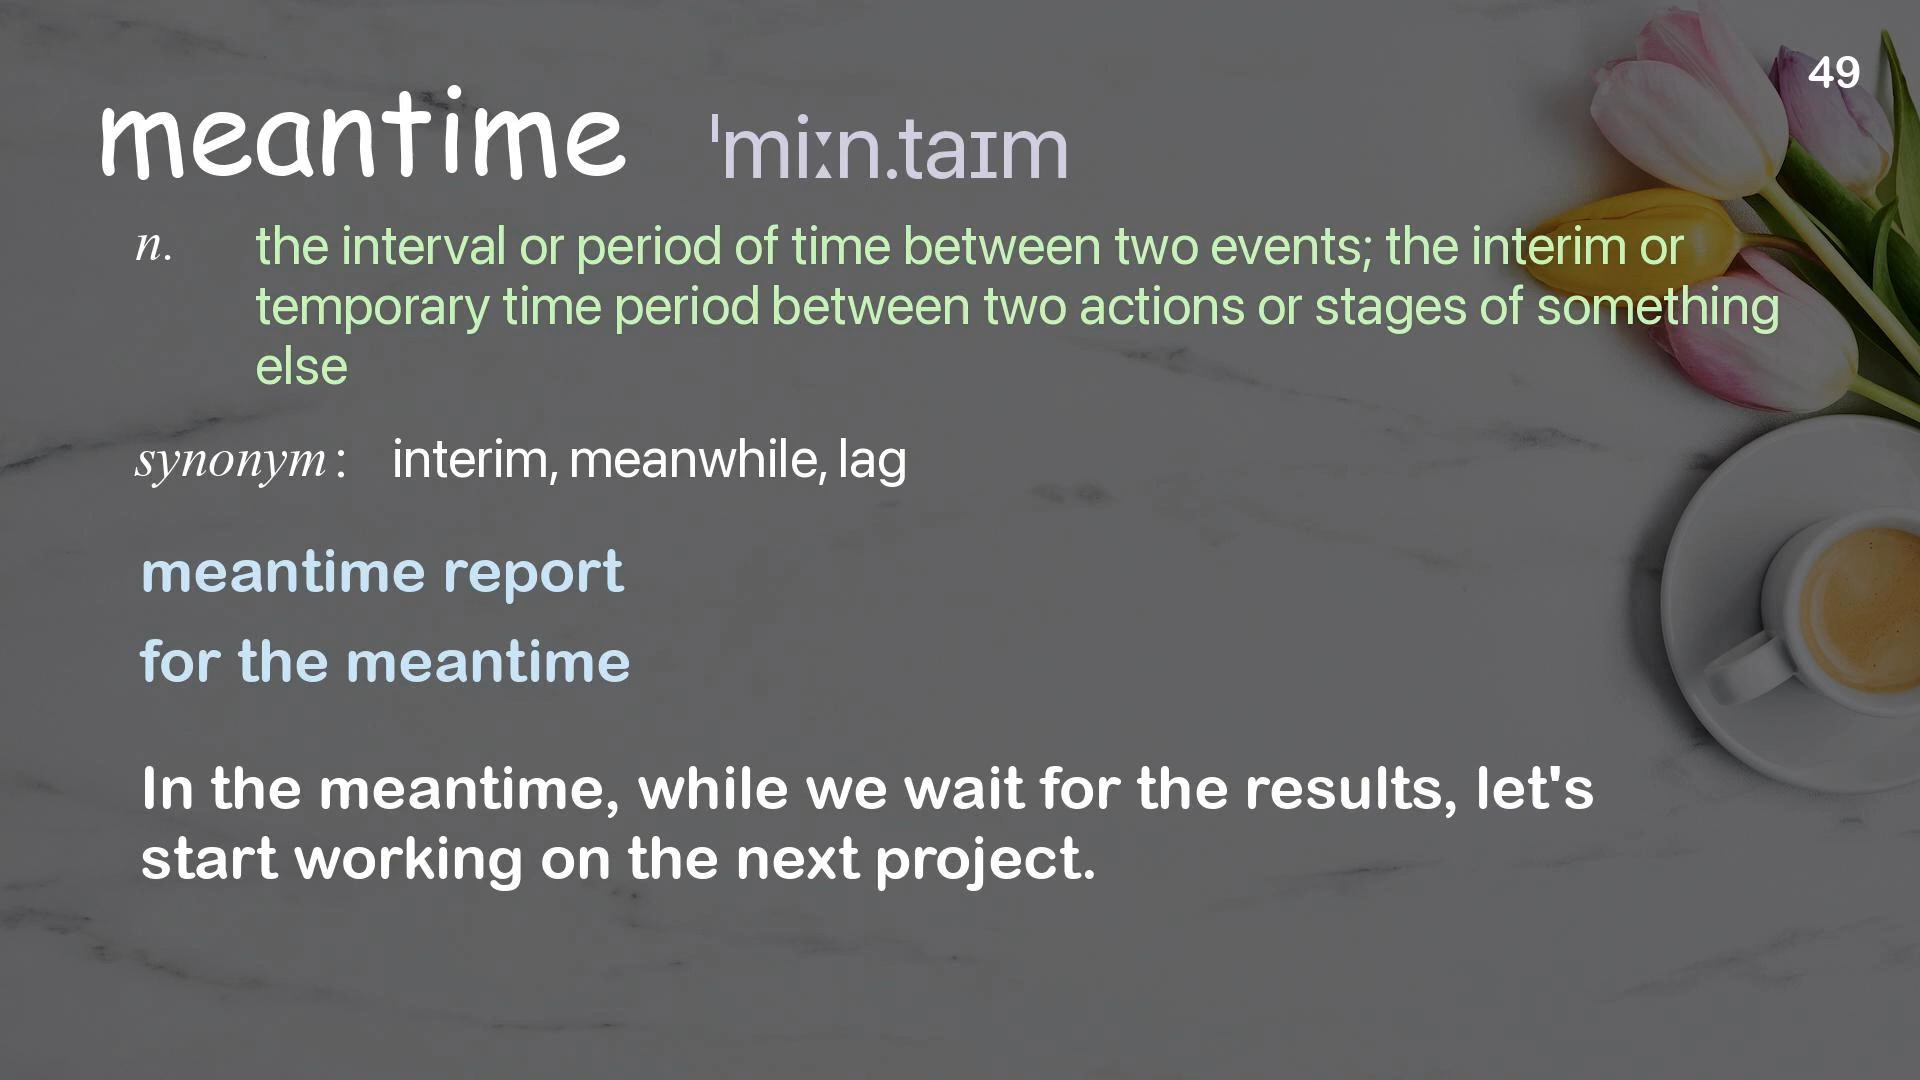 49
meantime ˈmiːn.taɪm
n. the interval or period of time between two events; the interim or
temporary time period between two actions or stages of something
else
synonym: interim, meanwhile, lag
meantime report
for the meantime
In the meantime, while we wait for the results, let's
start working on the next project.